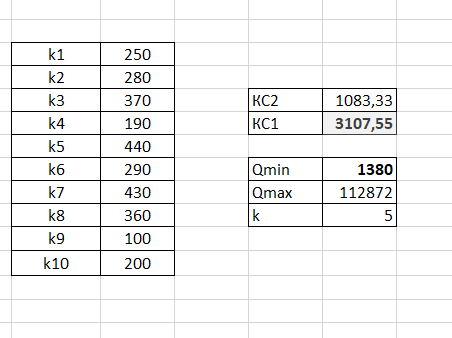 k1 250
k2 280
k3 370
k4 190
k5 440
k6 290
k7 430
k8 360
k9 100
k10 200
КС2 1083,33
КС1 3107,55
Qmin 1380
Qmax 112872
k 5